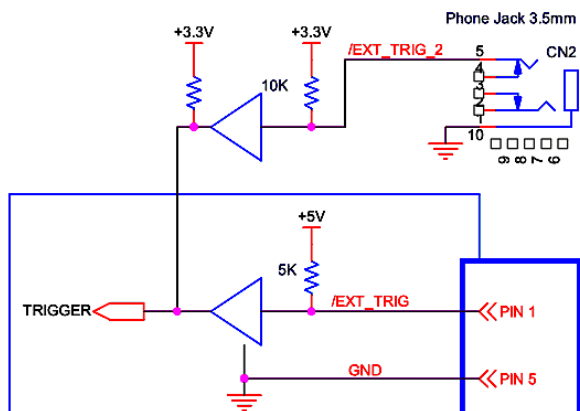 Phone Jack 3.5mm
+3.3V
+3.3V
/EXT_TRIG_2
5
CN2
4
10K
3
2
10
9
8
7
6
+5V
5K
TRIGGER
/EXT_TRIG
PIN 1
GND
PIN 5